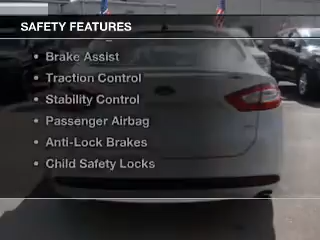 SAFETY FEATURES
• Brake Assist
• Traction Control
• Stability Control
• Passenger Airbag
• Anti-Lock Brakes
• Child Safety Locks